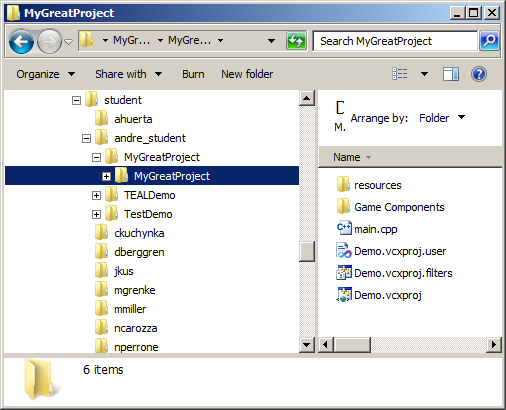 MyGreatProject
MyGr... MyGre... Search MyGreatProject
Organize Share with Burn New folder
student
ahuerta
andre_student
MyGreatProject
MyGreatProject
TEALDemo
TestDemo
ckuchynka
dberggren
jkus
mgrenke
mmiller
ncarozza
nperrone
D
M.
Arrange by: Folder
Name
resources
Game Components
main.cpp
Demo.vcxproj.user
Demo.vcxproj.filters
Demo.vcxproj
6 items